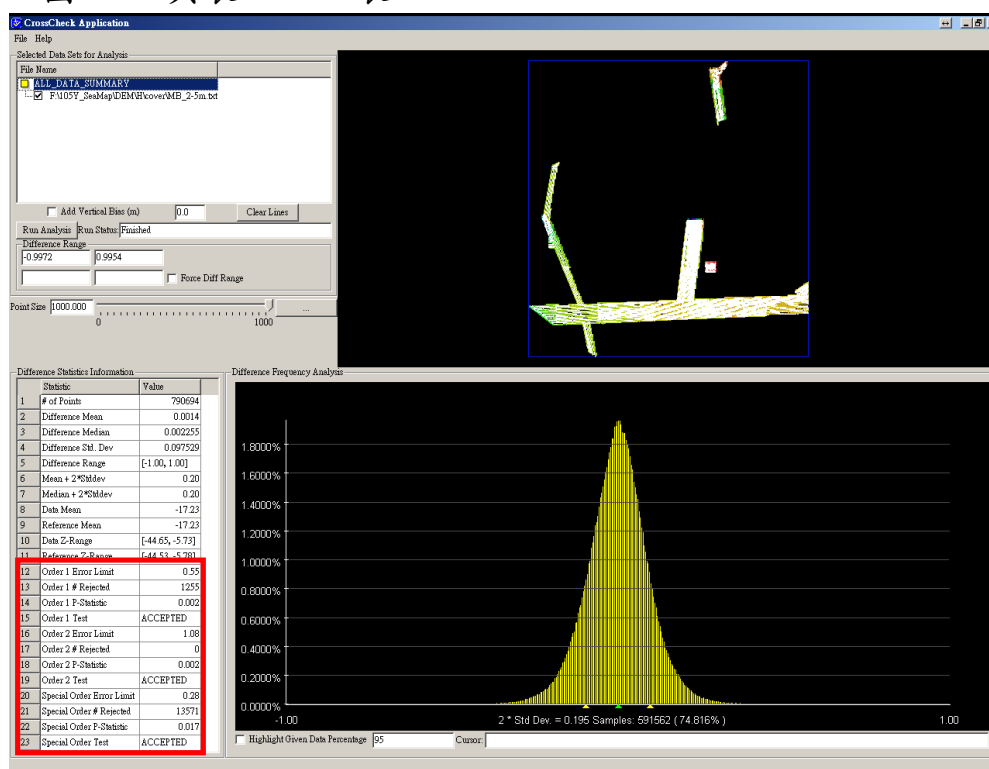 CrossCheck Application
File Help
Selected Data Sets for Analysis
File Name
ALL_DATA_SUMMARY
F:\105Y_SeaMap\DEM\H\cover\MB_2-5m.txt
Add Vertical Bias (m) 0.0 Clear Lines
Run Analysis Run Status: Finished
Difference Range
-0.9972 0.9954
Force Diff Range
Point Size 1000.000 ...
0 1000
Difference Statistics Information
Statistic Value
1 # of Points 790694
2 Difference Mean 0.0014
3 Difference Median 0.002255
4 Difference Std. Dev 0.097529
5 Difference Range [-1.00, 1.00]
6 Mean + 2*Stddev 0.20
7 Median + 2*Stddev 0.20
8 Data Mean -17.23
9 Reference Mean -17.23
10 Data Z-Range [-44.65, -5.73]
11 Reference Z-Range [-44.53, -5.78]
12 Order 1 Error Limit 0.55
13 Order 1 # Rejected 1255
14 Order 1 P-Statistic 0.002
15 Order 1 Test ACCEPTED
16 Order 2 Error Limit 1.08
17 Order 2 # Rejected 0
18 Order 2 P-Statistic 0.002
19 Order 2 Test ACCEPTED
20 Special Order Error Limit 0.28
21 Special Order # Rejected 13571
22 Special Order P-Statistic 0.017
23 Special Order Test ACCEPTED
Difference Frequency Analysis
1.8000%
1.6000%
1.4000%
1.2000%
1.0000%
0.8000%
0.6000%
0.4000%
0.2000%
0.0000%
-1.00 2 * Std Dev. = 0.195 Samples: 591562 ( 74.816% ) 1.00
Highlight Given Data Percentage 95 Cursor: